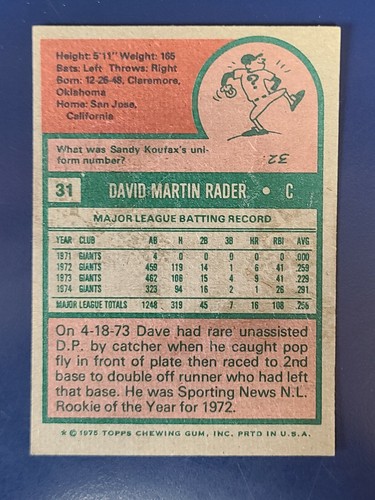 Height: 5'11" Weight: 165
Bats: Left Throws: Right
Born: 12-26-48, Claremore,
Oklahoma
Home: San Jose,
California
?
What was Sandy Koufax's uni-
form number?
32.
31 DAVID MARTIN RADER • C
MAJOR LEAGUE BATTING RECORD
YEAR CLUB AB H 2B 3B HR RBI AVG
1971 GIANTS 4 0 0 0 0 0 .000
1972 GIANTS 459 119 14 1 6 41 .259
1973 GIANTS 462 106 15 4 9 41 .229
1974 GIANTS 323 94 16 2 1 26 .291
MAJOR LEAGUE TOTALS 1248 319 45 7 16 108 .256
On 4-18-73 Dave had rare unassisted
D.P. by catcher when he caught pop
fly in front of plate then raced to 2nd
base to double off runner who had left
that base. He was Sporting News N.L.
Rookie of the Year for 1972.
* © 1975 TOPPS CHEWING GUM, INC. PRTD IN U.S.A.